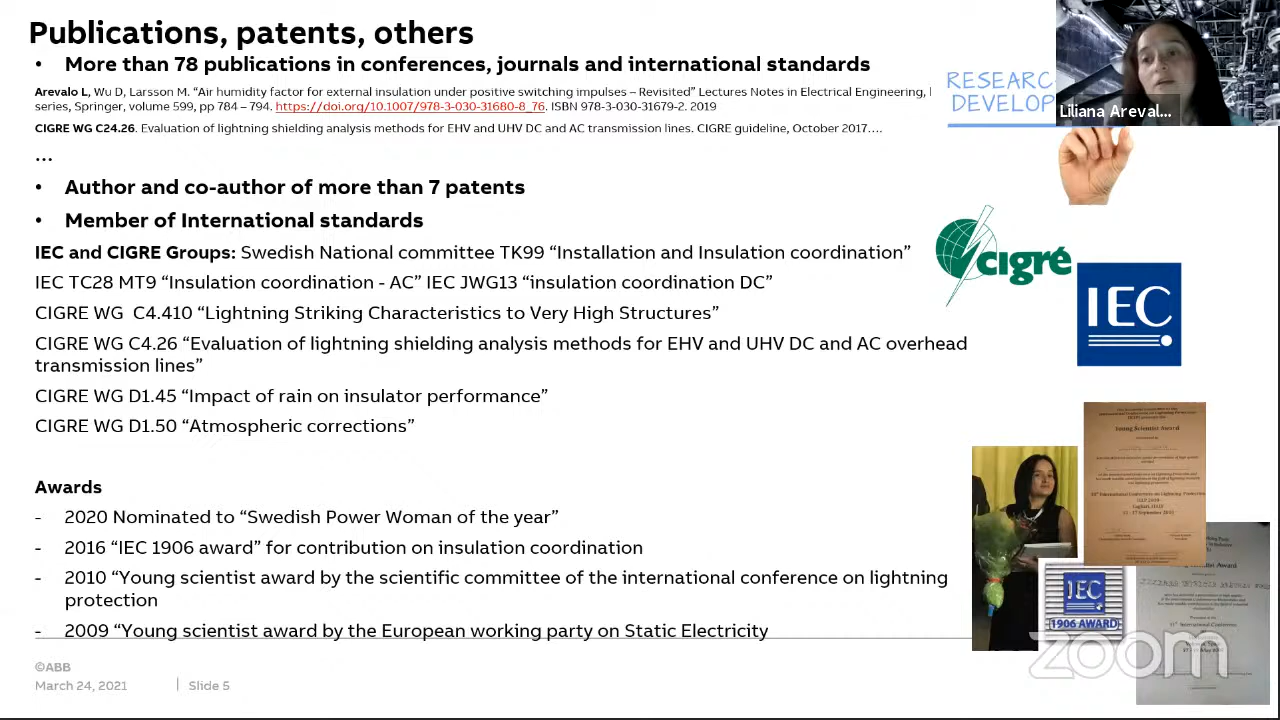 Publications, patents, others
• More than 78 publications in conferences, journals and international standards
Arevalo L, Wu D, Larsson M. “Air humidity factor of external insulation under positive switching impulses – Revisited” Lectures Notes in Electrical Engineering,
series, Springer, volume 599, pp 784 – 794. https://doi.org/10.1007/978-3-030-31680-8_76. ISBN 978-3-030-31679-2. 2019
CIGRE WG C24.26. Evaluation of lightning shielding analysis methods for EHV and UHV DC and AC transmission lines. CIGRE guideline, October 2017….
…
• Author and co-author of more than 7 patents
• Member of International standards
IEC and CIGRE Groups: Swedish National committee TK99 “Installation and Insulation coordination”
IEC TC28 MT9 “Insulation coordination - AC” IEC JWG13 “insulation coordination DC”
CIGRE WG C4.410 “Lightning Striking Characteristics to Very High Structures”
CIGRE WG C4.26 “Evaluation of lightning shielding analysis methods for EHV and UHV DC and AC overhead
transmission lines”
CIGRE WG D1.45 “Impact of rain on insulator performance”
CIGRE WG D1.50 “Atmospheric corrections”
Awards
- 2020 Nominated to “Swedish Power Woman of the year”
- 2016 “IEC 1906 award” for contribution on insulation coordination
- 2010 “Young scientist award by the scientific committee of the international conference on lightning
protection
- 2009 “Young scientist award by the European working party on Static Electricity
©ABB
March 24, 2021 | Slide 5
RESEARC
DEVELOP
Liliana Areval...
cigré
IEC
Young Scientist Award
IEC
1906 AWARD
zoom